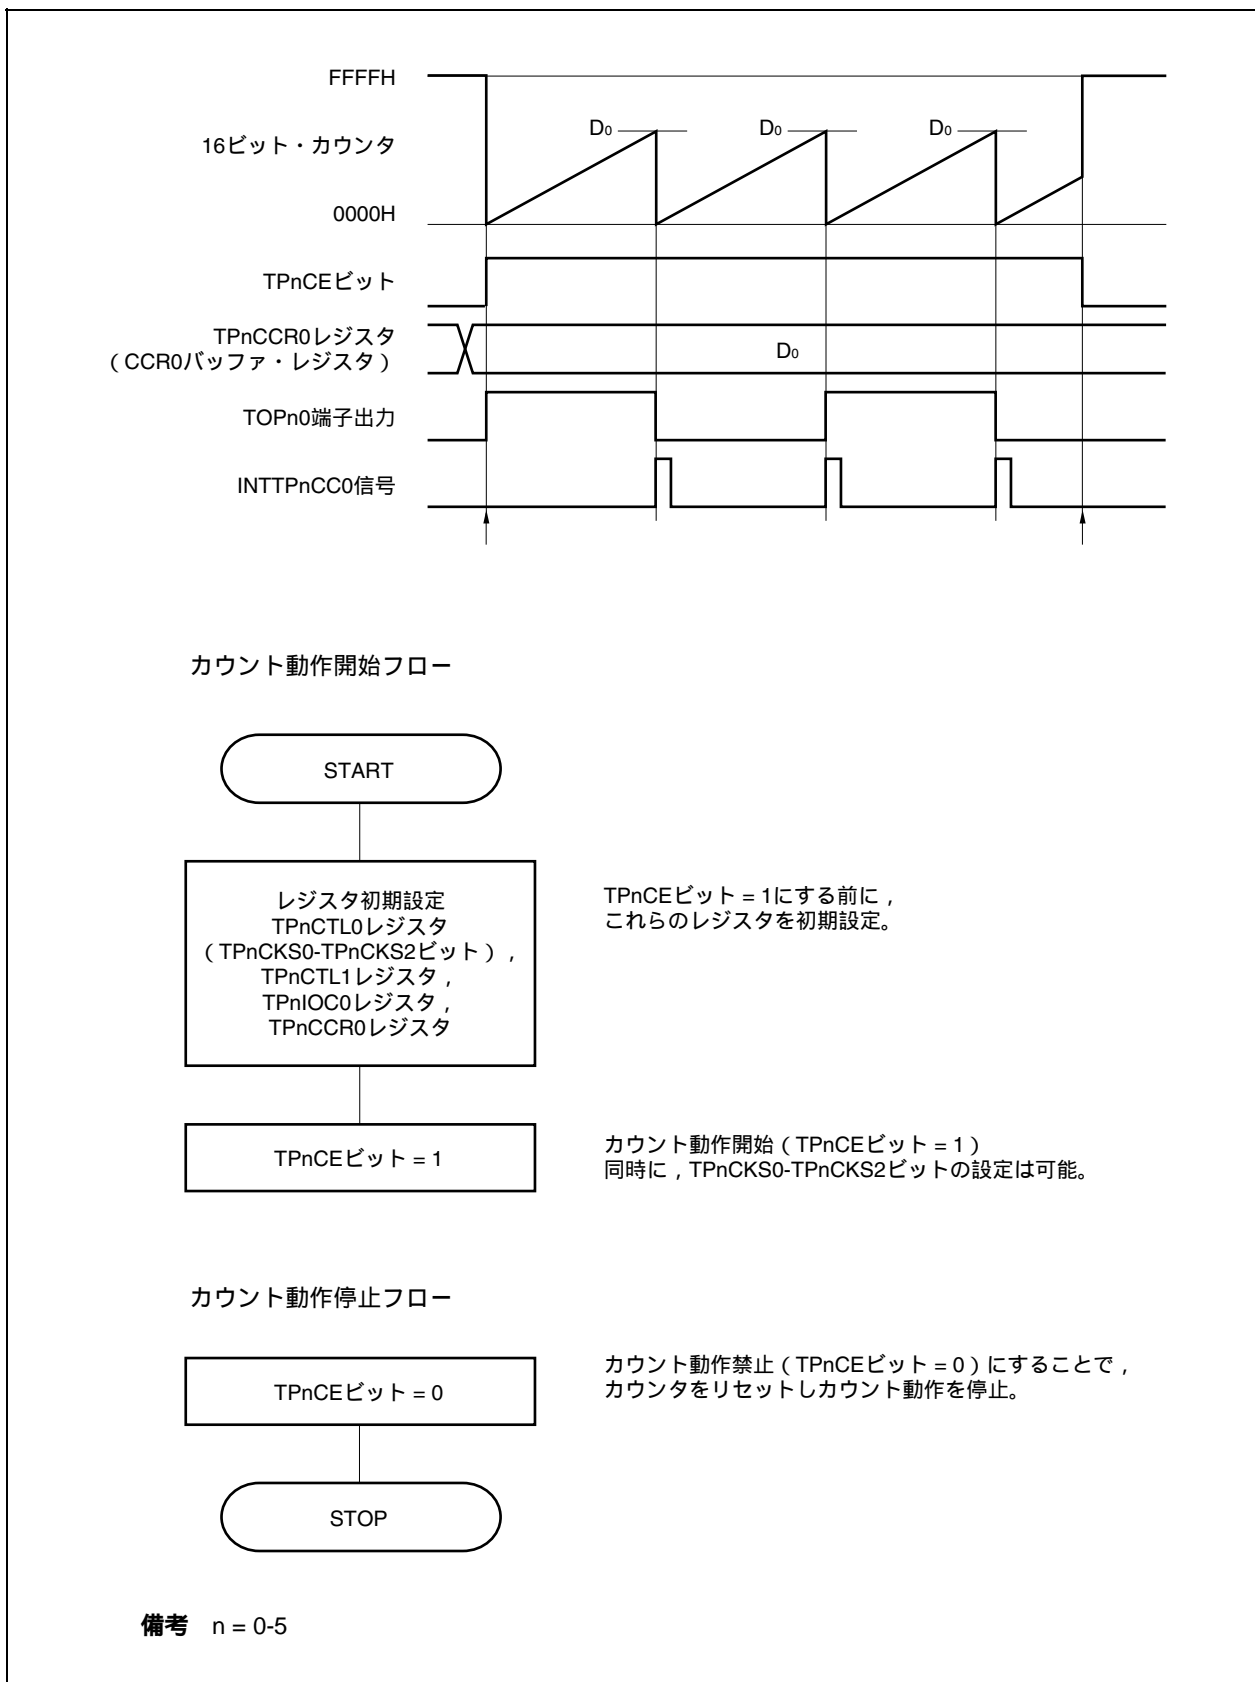 FFFFH
16ビット・カウンタ
0000H
D0
D0
D0
TPnCEビット
TPnCCR0レジスタ
(CCR0バッファ・レジスタ)
D0
TOPn0端子出力
INTTPnCC0信号
カウント動作開始フロー
START
レジスタ初期設定
TPnCTL0レジスタ
(TPnCKS0-TPnCKS2ビット),
TPnCTL1レジスタ,
TPnIOC0レジスタ,
TPnCCR0レジスタ
TPnCEビット = 1にする前に,
これらのレジスタを初期設定。
TPnCEビット = 1
カウント動作開始(TPnCEビット = 1)
同時に,TPnCKS0-TPnCKS2ビットの設定は可能。
カウント動作停止フロー
TPnCEビット = 0
カウント動作禁止(TPnCEビット = 0)にすることで,
カウンタをリセットしカウント動作を停止。
STOP
備考 n = 0-5